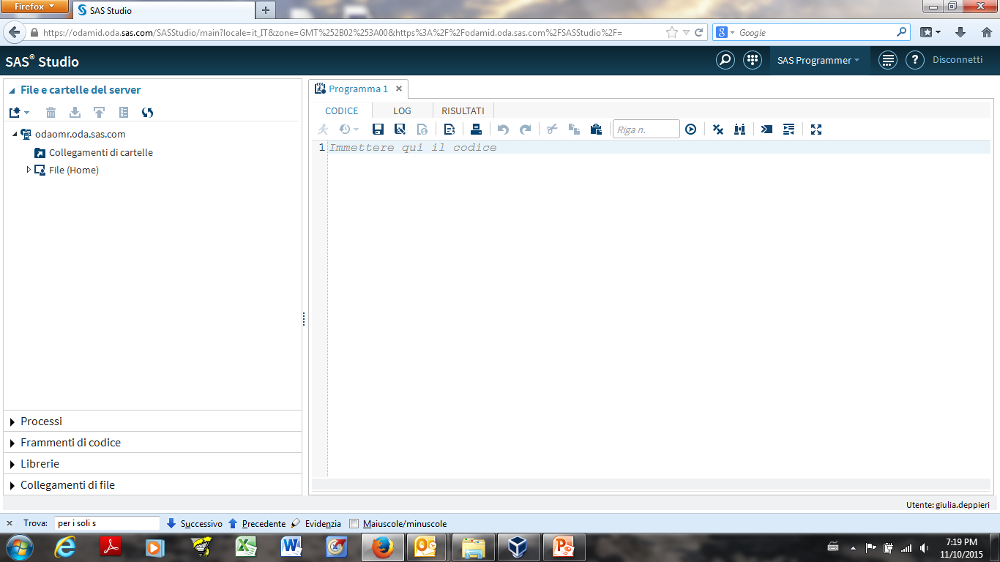 Firefox
SAS Studio
https://odamid.oda.sas.com/SASStudio/main?locale=it_IT&zone=GMT%252B02%253A00&https%3A%2F%2Fodamid.oda.sas.com%2FSASStudio%2F=
Google
SAS® Studio
SAS Programmer
Disconnetti
File e cartelle del server
odaomr.oda.sas.com
Collegamenti di cartelle
File (Home)
Processi
Frammenti di codice
Librerie
Collegamenti di file
Programma 1
CODICE LOG RISULTATI
Riga n.
1 Immettere qui il codice
Utente: giulia.deppieri
Trova: per i soli s Successivo Precedente Evidenzia Maiuscole/minuscole
7:19 PM
11/10/2015